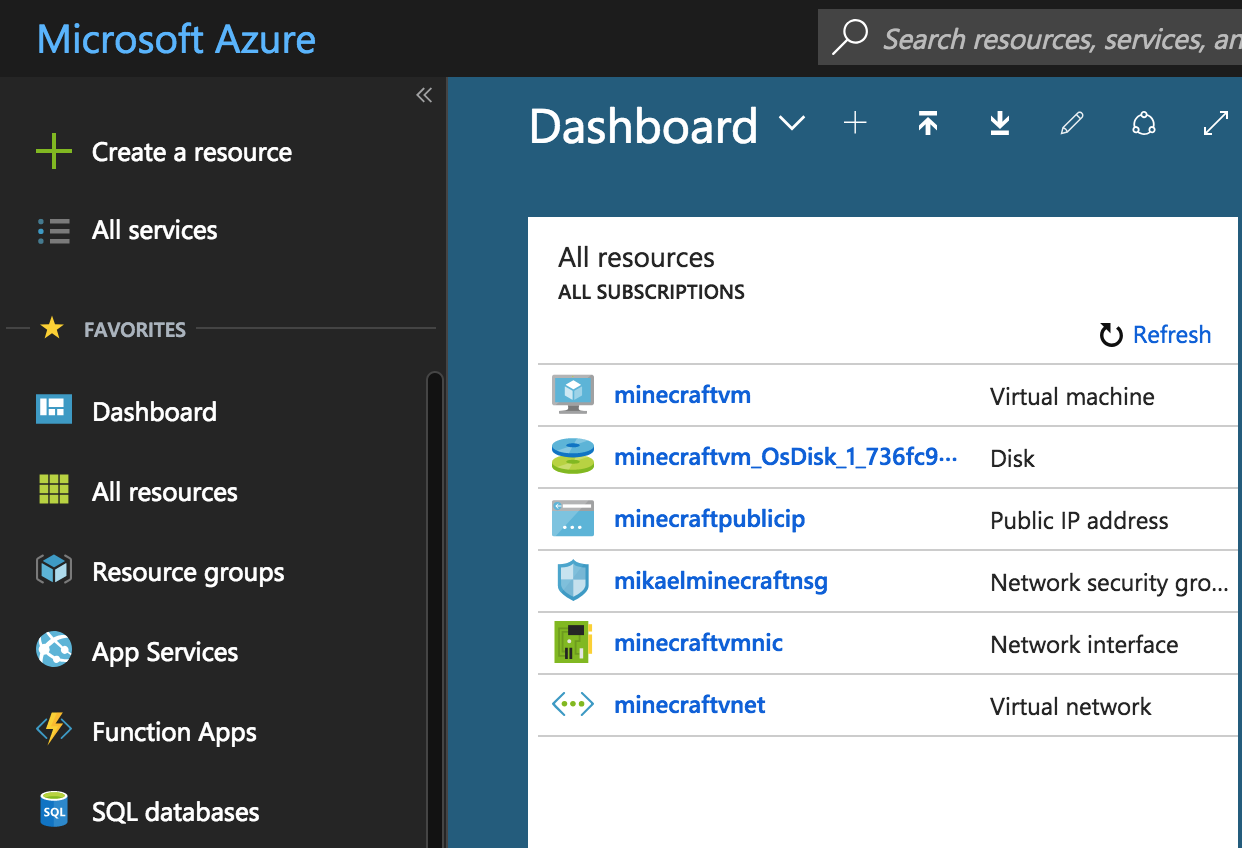 Microsoft Azure
Search resources, services, an
Create a resource
All services
FAVORITES
Dashboard
All resources
Resource groups
App Services
Function Apps
SQL
SQL databases
Dashboard
All resources
ALL SUBSCRIPTIONS
Refresh
minecraftvm Virtual machine
minecraftvm_OsDisk_1_736fc9··· Disk
minecraftpublicip Public IP address
mikaelminecraftnsg Network security gro...
minecraftvmnic Network interface
minecraftvnet Virtual network